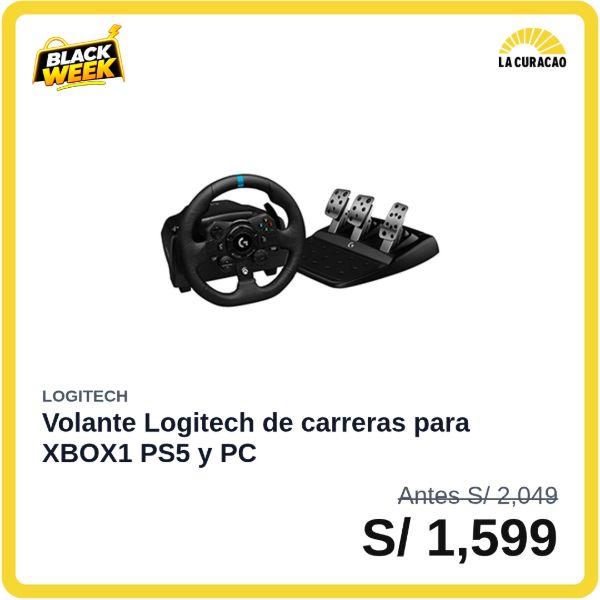 BLACK
WEEK
LA CURACAO
LOGITECH
Volante Logitech de carreras para
XBOX1 PS5 y PC
Antes S/ 2,049
S/ 1,599